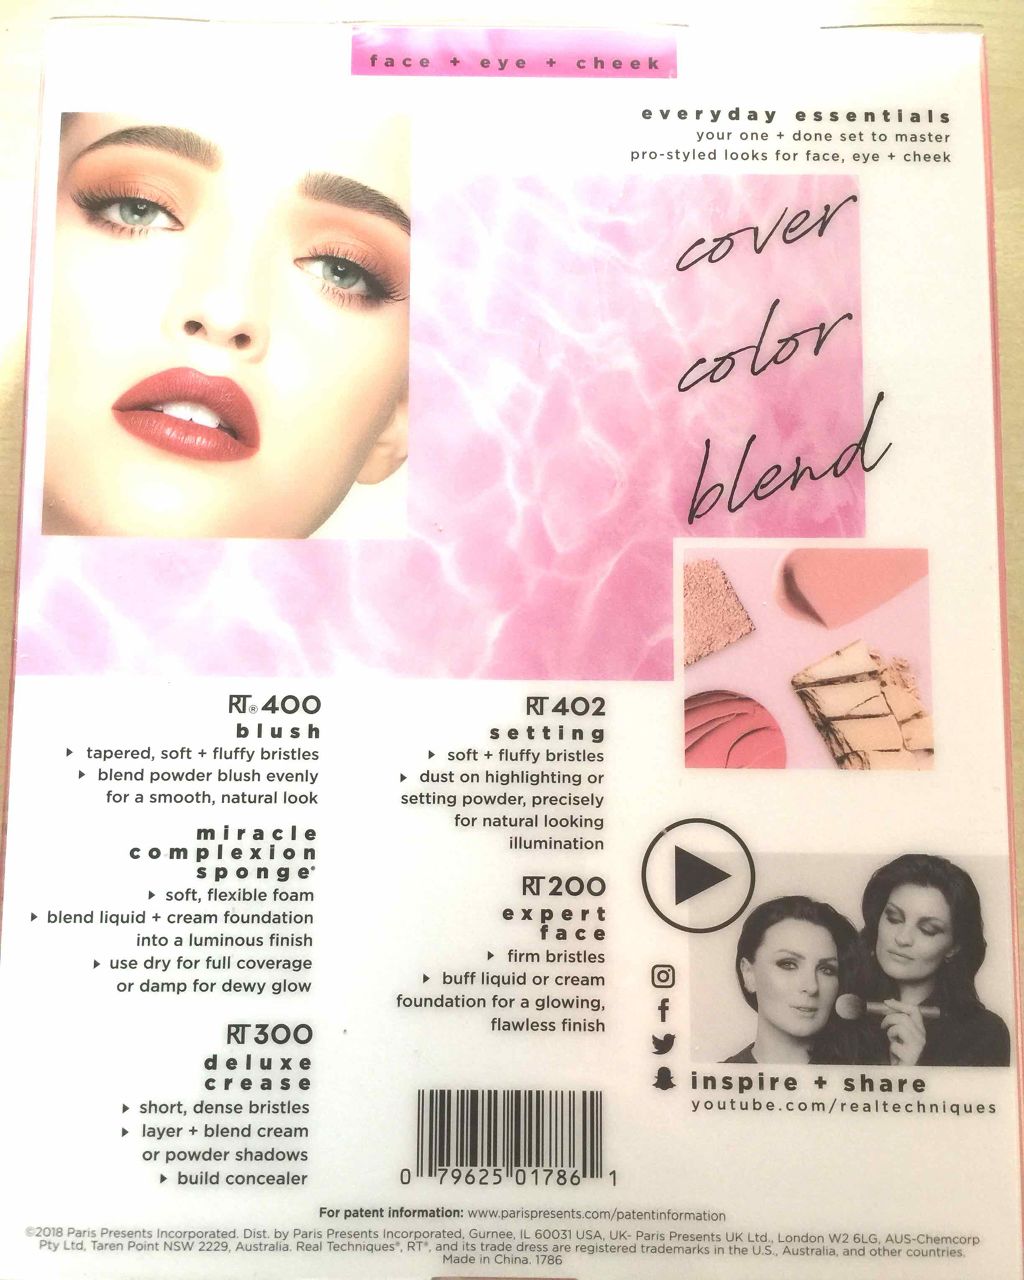 face + eye + cheek
everyday essentials
your one + done set to master
pro-styled looks for face, eye + cheek
cover
color
blend
RT®400
blush
▸ tapered, soft + fluffy bristles
▸ blend powder blush evenly
for a smooth, natural look
miracle
complexion
sponge®
▸ soft, flexible foam
▸ blend liquid + cream foundation
into a luminous finish
▸ use dry for full coverage
or damp for dewy glow
RT300
deluxe
crease
▸ short, dense bristles
▸ layer + blend cream
or powder shadows
▸ build concealer
RT402
setting
▸ soft + fluffy bristles
▸ dust on highlighting or
setting powder, precisely
for natural looking
illumination
RT200
expert
face
▸ firm bristles
▸ buff liquid or cream
foundation for a glowing,
flawless finish
inspire + share
youtube.com/realtechniques
0 79625 01786 1
For patent information: www.parispresents.com/patentinformation
©2018 Paris Presents Incorporated. Dist. by Paris Presents Incorporated, Gurnee, IL 60031 USA, UK- Paris Presents UK Ltd., London W2 6LG, AUS-Chemcorp
Pty Ltd, Taren Point NSW 2229, Australia. Real Techniques®, RT®, and its trade dress are registered trademarks in the U.S., Australia, and other countries.
Made in China. 1786